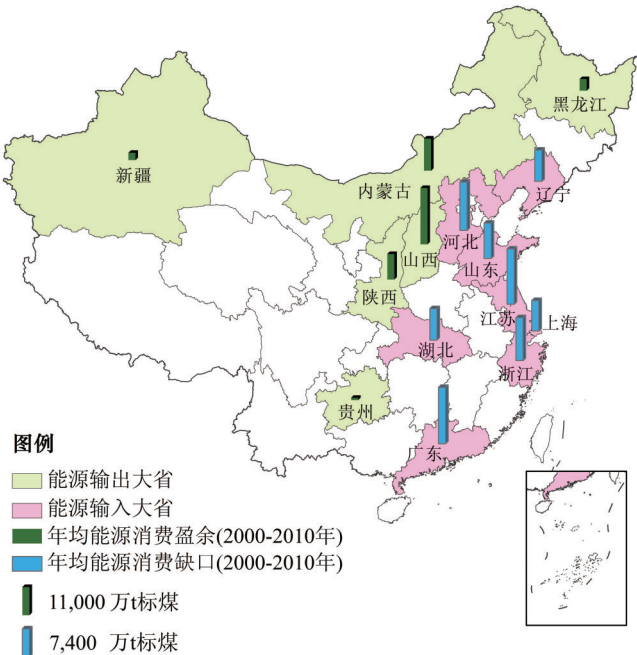 黑龙江
新疆
内蒙古
辽宁
河北
山西
山东
陕西
江苏
上海
湖北
浙江
贵州
广东
图例
能源输出大省
能源输入大省
年均能源消费盈余(2000-2010年)
年均能源消费缺口(2000-2010年)
11,000 万t标煤
7,400 万t标煤